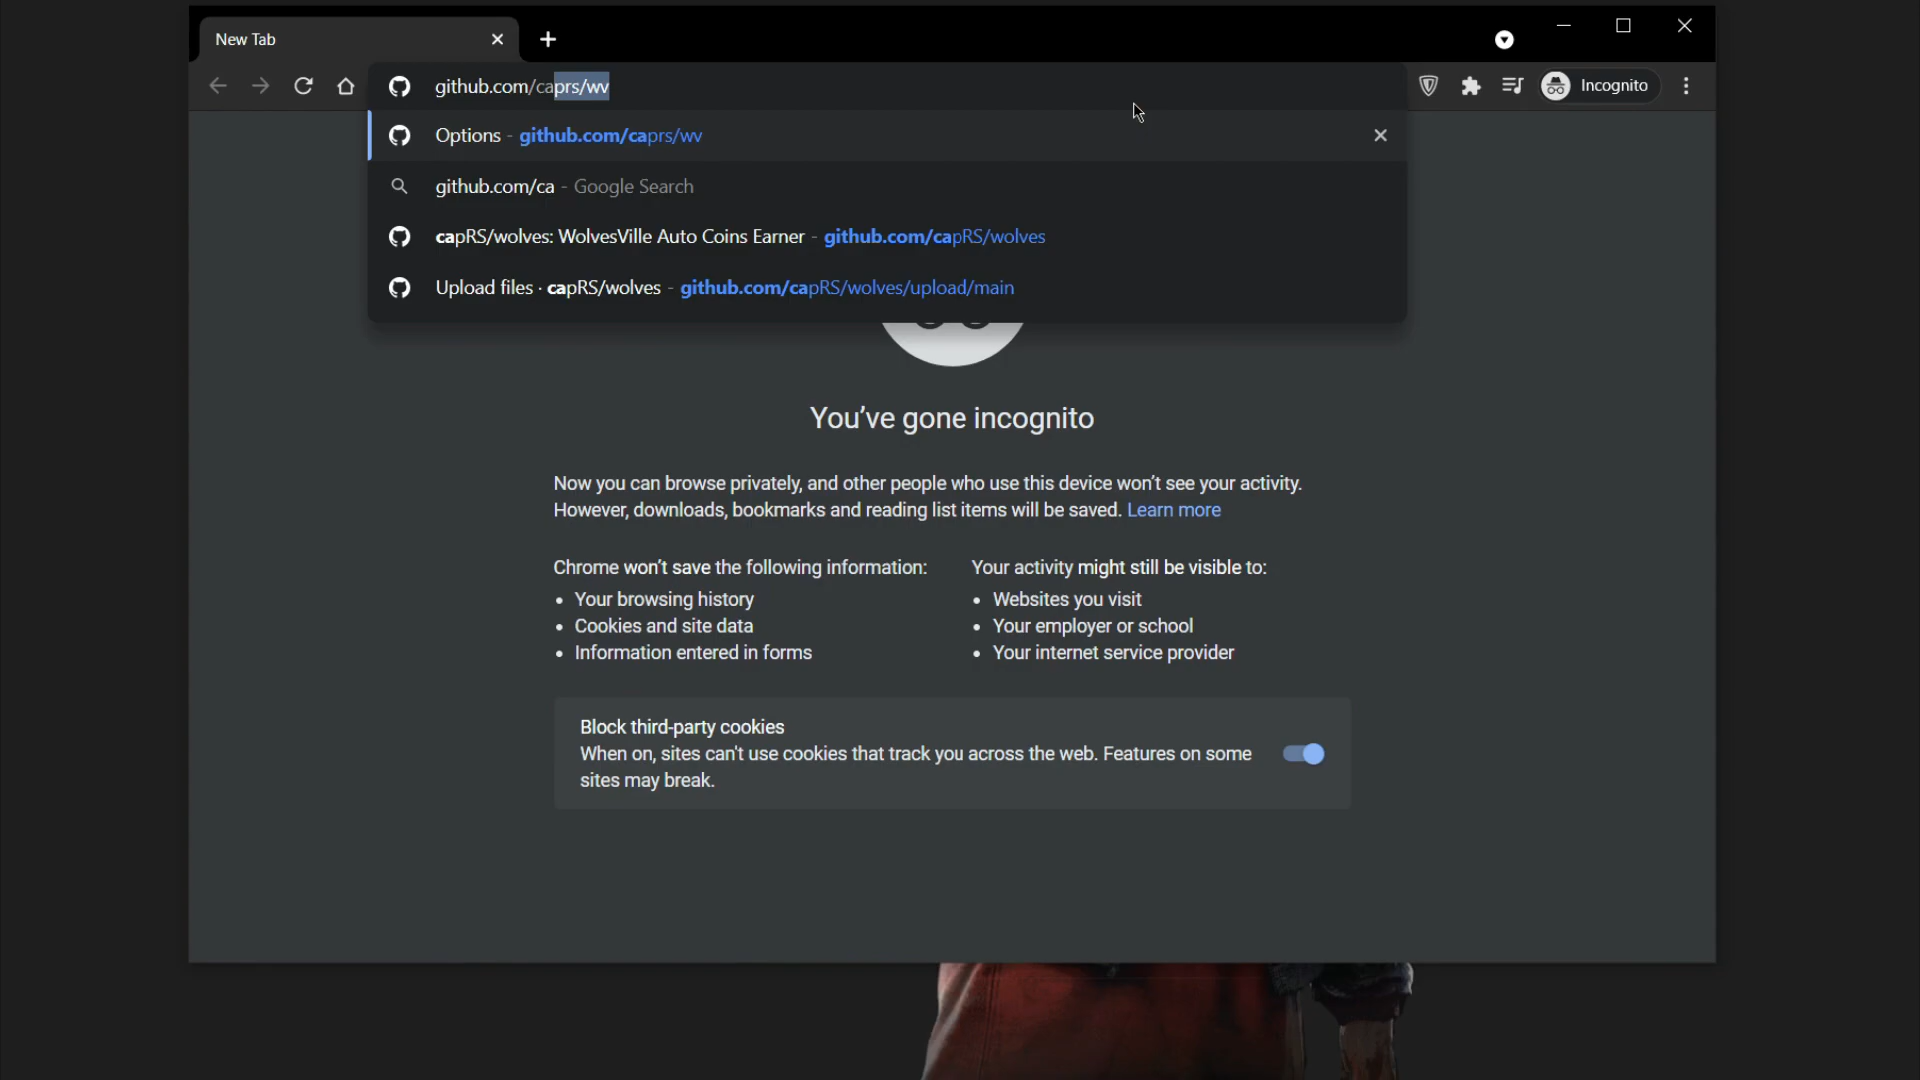 New Tab
github.com/caprs/wv
Incognito
Options - github.com/caprs/wv
github.com/ca - Google Search
capRS/wolves: WolvesVille Auto Coins Earner - github.com/capRS/wolves
Upload files · capRS/wolves - github.com/capRS/wolves/upload/main
You've gone incognito
Now you can browse privately, and other people who use this device won't see your activity.
However, downloads, bookmarks and reading list items will be saved. Learn more
Chrome won't save the following information:
• Your browsing history
• Cookies and site data
• Information entered in forms
Your activity might still be visible to:
• Websites you visit
• Your employer or school
• Your internet service provider
Block third-party cookies
When on, sites can't use cookies that track you across the web. Features on some
sites may break.